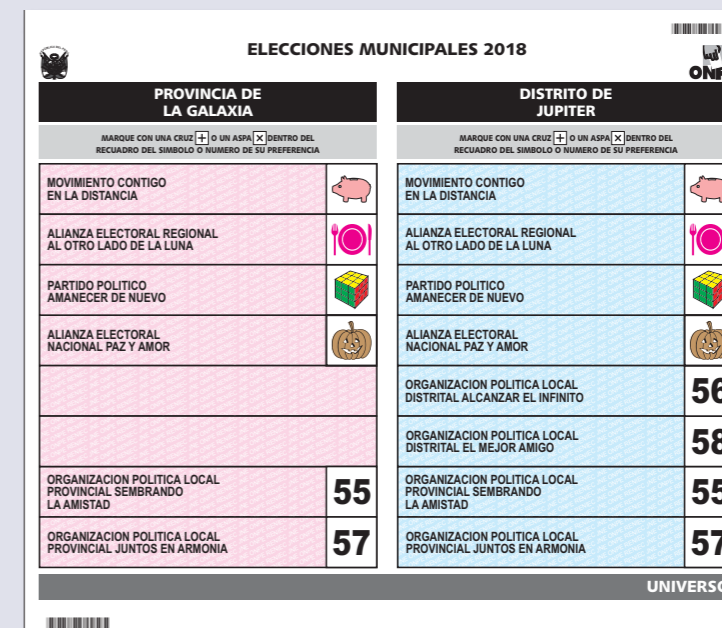 ELECCIONES MUNICIPALES 2018
PROVINCIA DE
LA GALAXIA
MARQUE CON UNA CRUZ + O UN ASPA X DENTRO DEL
RECUADRO DEL SIMBOLO O NUMERO DE SU PREFERENCIA
MOVIMIENTO CONTIGO
EN LA DISTANCIA
ALIANZA ELECTORAL REGIONAL
AL OTRO LADO DE LA LUNA
PARTIDO POLITICO
AMANECER DE NUEVO
ALIANZA ELECTORAL
NACIONAL PAZ Y AMOR
ORGANIZACION POLITICA LOCAL
PROVINCIAL SEMBRANDO
LA AMISTAD
55
ORGANIZACION POLITICA LOCAL
PROVINCIAL JUNTOS EN ARMONIA
57
DISTRITO DE
JUPITER
MARQUE CON UNA CRUZ + O UN ASPA X DENTRO DEL
RECUADRO DEL SIMBOLO O NUMERO DE SU PREFERENCIA
MOVIMIENTO CONTIGO
EN LA DISTANCIA
ALIANZA ELECTORAL REGIONAL
AL OTRO LADO DE LA LUNA
PARTIDO POLITICO
AMANECER DE NUEVO
ALIANZA ELECTORAL
NACIONAL PAZ Y AMOR
ORGANIZACION POLITICA LOCAL
DISTRITAL ALCANZAR EL INFINITO
56
ORGANIZACION POLITICA LOCAL
DISTRITAL EL MEJOR AMIGO
58
ORGANIZACION POLITICA LOCAL
PROVINCIAL SEMBRANDO
LA AMISTAD
55
ORGANIZACION POLITICA LOCAL
PROVINCIAL JUNTOS EN ARMONIA
57
UNIVERSO